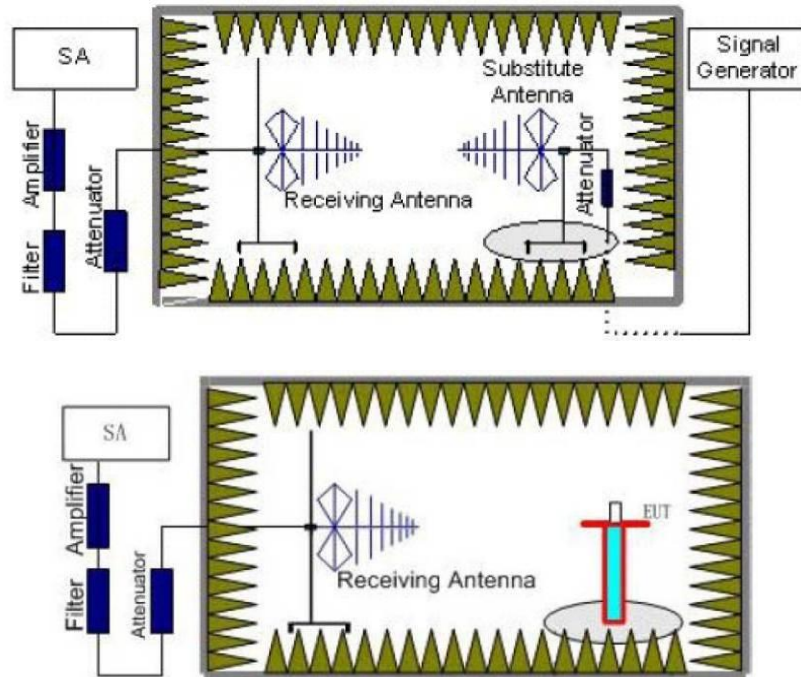 SA
Signal
Generator
Substitute
Antenna
Amplifier
Attenuator
Attenuator
Receiving Antenna
Filter
SA
Amplifier
EUT
Filter
Attenuator
Receiving Antenna